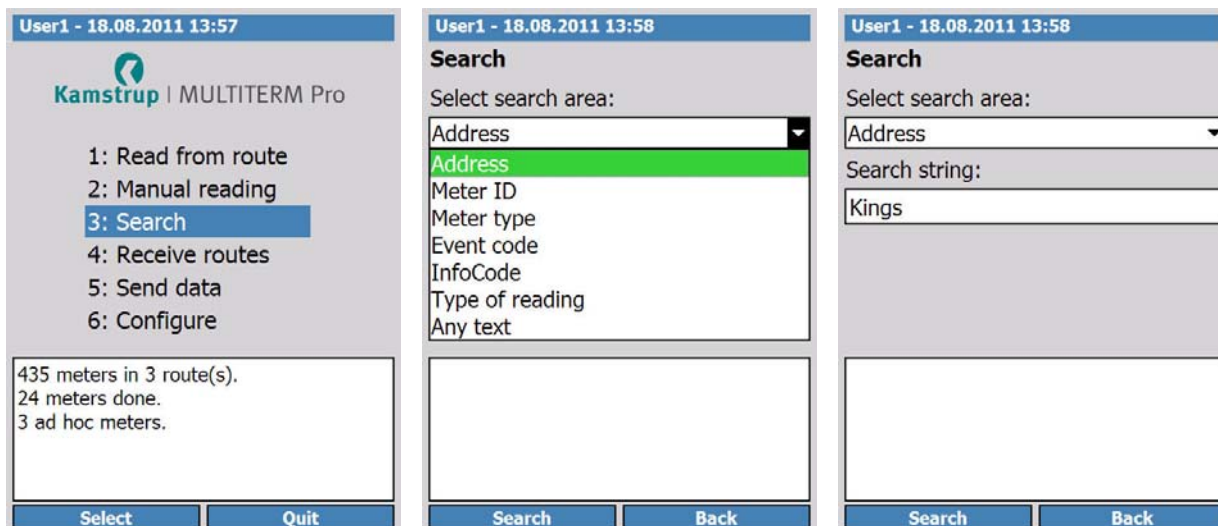 User1 - 18.08.2011 13:57
Kamstrup | MULTITERM Pro
1: Read from route
2: Manual reading
3: Search
4: Receive routes
5: Send data
6: Configure
435 meters in 3 route(s).
24 meters done.
3 ad hoc meters.
Select
Quit
User1 - 18.08.2011 13:58
Search
Select search area:
Address
Address
Meter ID
Meter type
Event code
InfoCode
Type of reading
Any text
Search
Back
User1 - 18.08.2011 13:58
Search
Select search area:
Address
Search string:
Kings
Search
Back